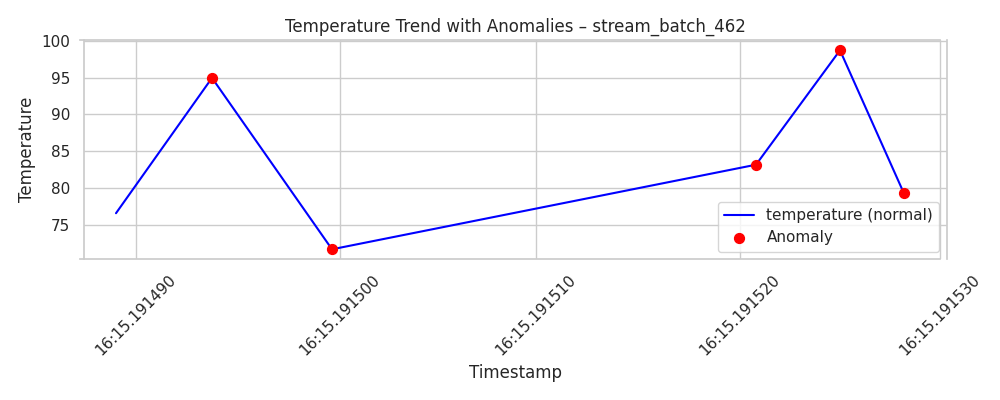 Temperature Trend with Anomalies – stream_batch_462
Temperature
100
95
90
85
80
75
temperature (normal)
Anomaly
16:15.191490
16:15.191500
16:15.191510
16:15.191520
16:15.191530
Timestamp